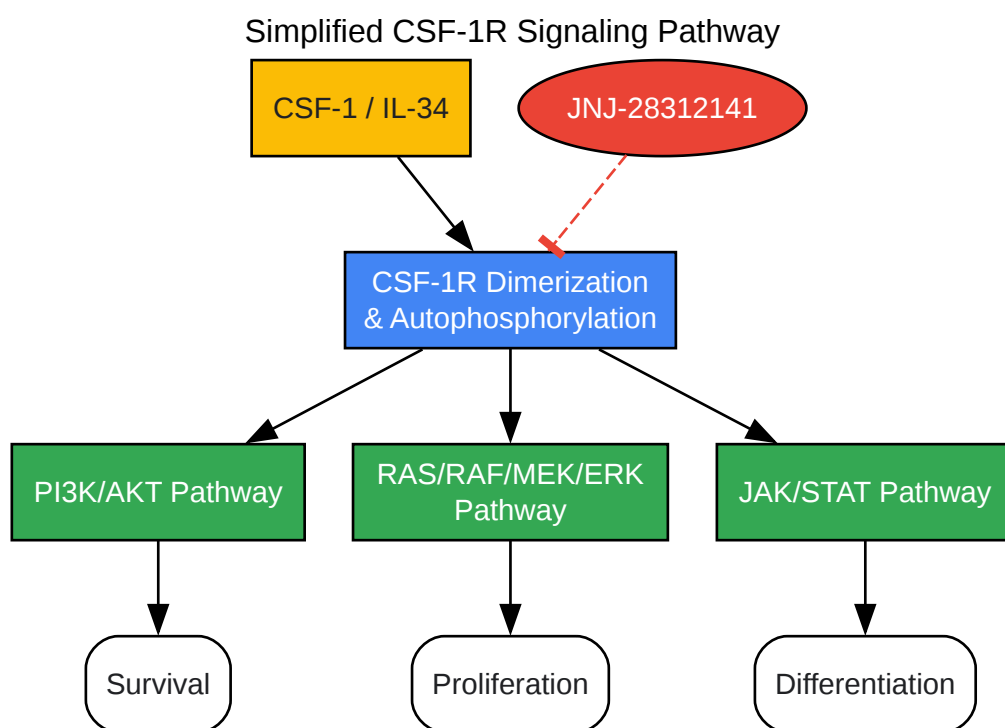 Simplified CSF-1R Signaling Pathway
CSF-1 / IL-34
JNJ-28312141
CSF-1R Dimerization
& Autophosphorylation
PI3K/AKT Pathway
RAS/RAF/MEK/ERK
Pathway
JAK/STAT Pathway
Survival
Proliferation
Differentiation